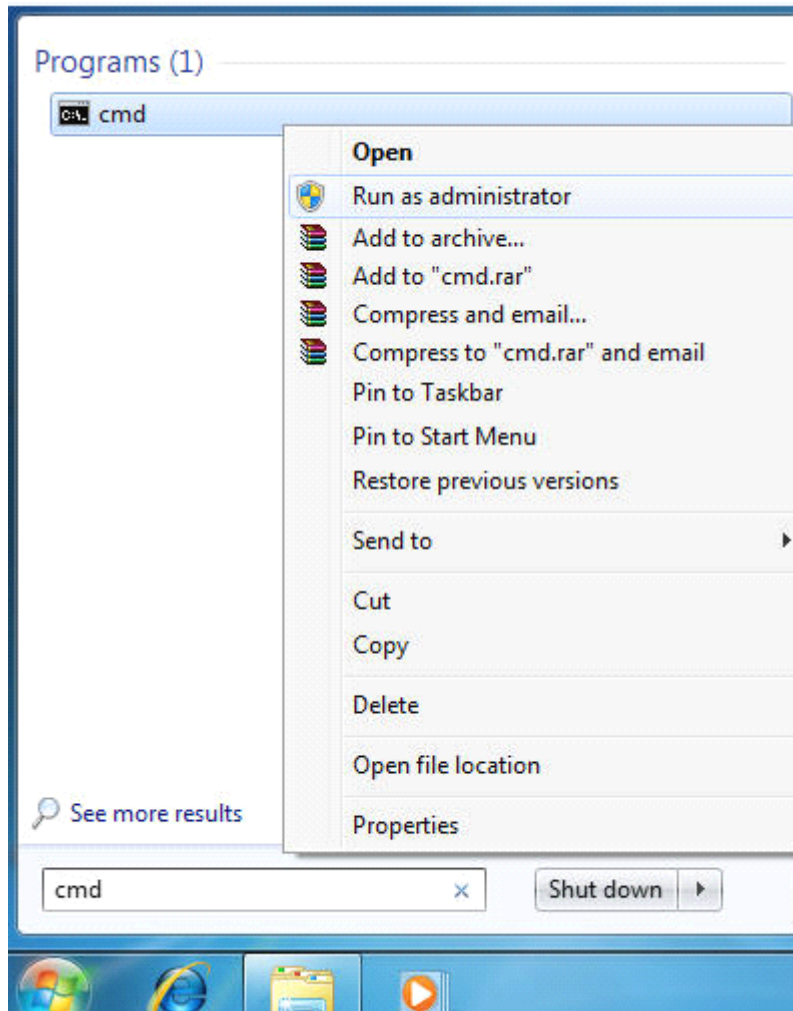 Programs (1)
cmd
Open
Run as administrator
Add to archive...
Add to "cmd.rar"
Compress and email...
Compress to "cmd.rar" and email
Pin to Taskbar
Pin to Start Menu
Restore previous versions
Send to
Cut
Copy
Delete
Open file location
Properties
See more results
cmd
Shut down